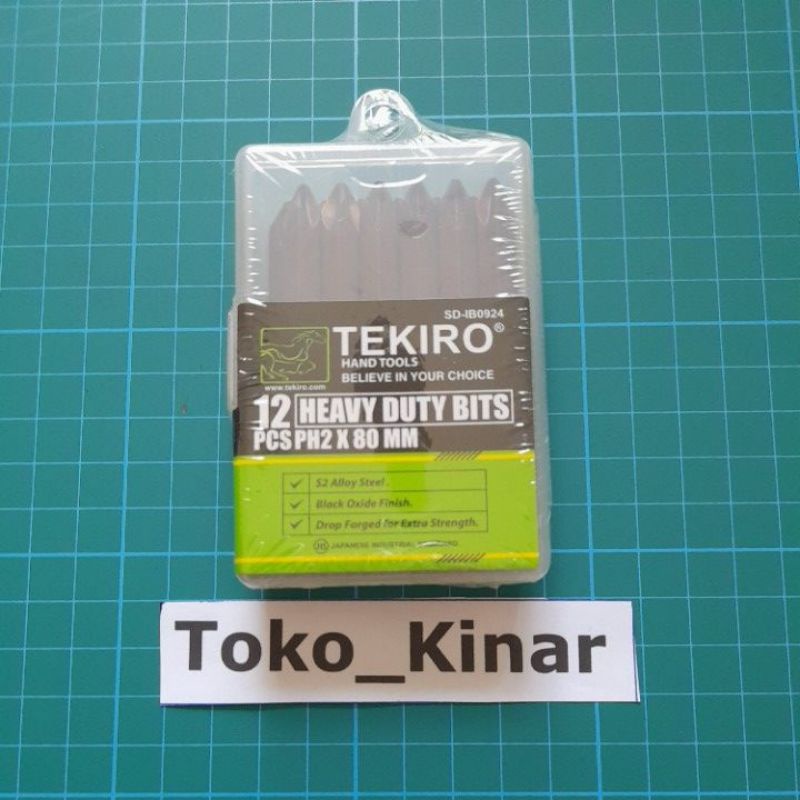 SD-IB0924
TEKIRO®
HAND TOOLS
BELIEVE IN YOUR CHOICE
www.tekiro.com
12 HEAVY DUTY BITS
PCS PH2 X 80 MM
S2 Alloy Steel.
Black Oxide Finish.
Drop Forged for Extra Strength.
JIS JAPANESE INDUSTRIAL STANDARD
Toko_Kinar